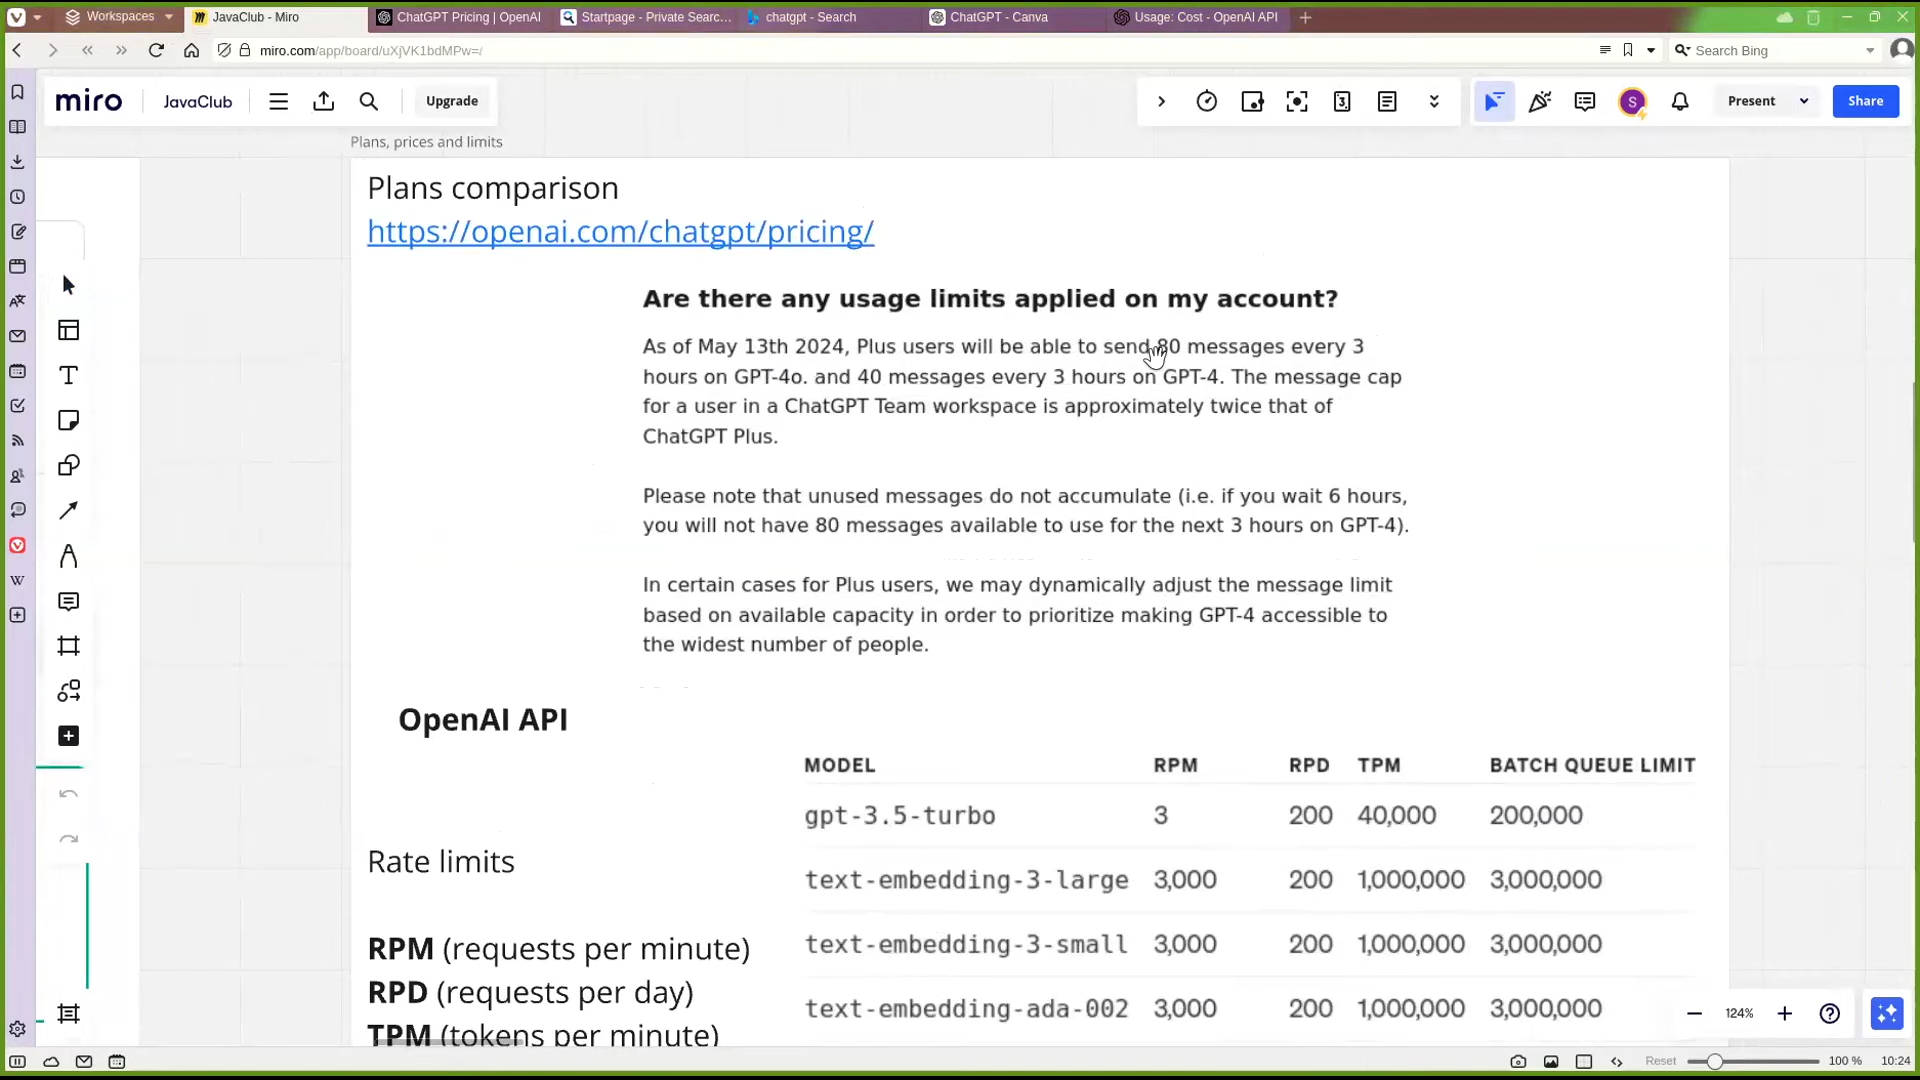 Workspaces
JavaClub - Miro
ChatGPT Pricing | OpenAI
Startpage - Private Searc...
chatgpt - Search
ChatGPT - Canva
Usage: Cost - OpenAI API
miro.com/app/board/uXjVK1bdMPw=/
Search Bing
miro
JavaClub
Upgrade
3
S
Present
Share
Plans, prices and limits
Plans comparison
https://openai.com/chatgpt/pricing/
Are there any usage limits applied on my account?
As of May 13th 2024, Plus users will be able to send 80 messages every 3
hours on GPT-4o. and 40 messages every 3 hours on GPT-4. The message cap
for a user in a ChatGPT Team workspace is approximately twice that of
ChatGPT Plus.
Please note that unused messages do not accumulate (i.e. if you wait 6 hours,
you will not have 80 messages available to use for the next 3 hours on GPT-4).
In certain cases for Plus users, we may dynamically adjust the message limit
based on available capacity in order to prioritize making GPT-4 accessible to
the widest number of people.
OpenAI API
MODEL RPM RPD TPM BATCH QUEUE LIMIT
gpt-3.5-turbo 3 200 40,000 200,000
text-embedding-3-large 3,000 200 1,000,000 3,000,000
text-embedding-3-small 3,000 200 1,000,000 3,000,000
text-embedding-ada-002 3,000 200 1,000,000 3,000,000
Rate limits
RPM (requests per minute)
RPD (requests per day)
TPM (tokens per minute)
124%
Reset
100 %
10:24